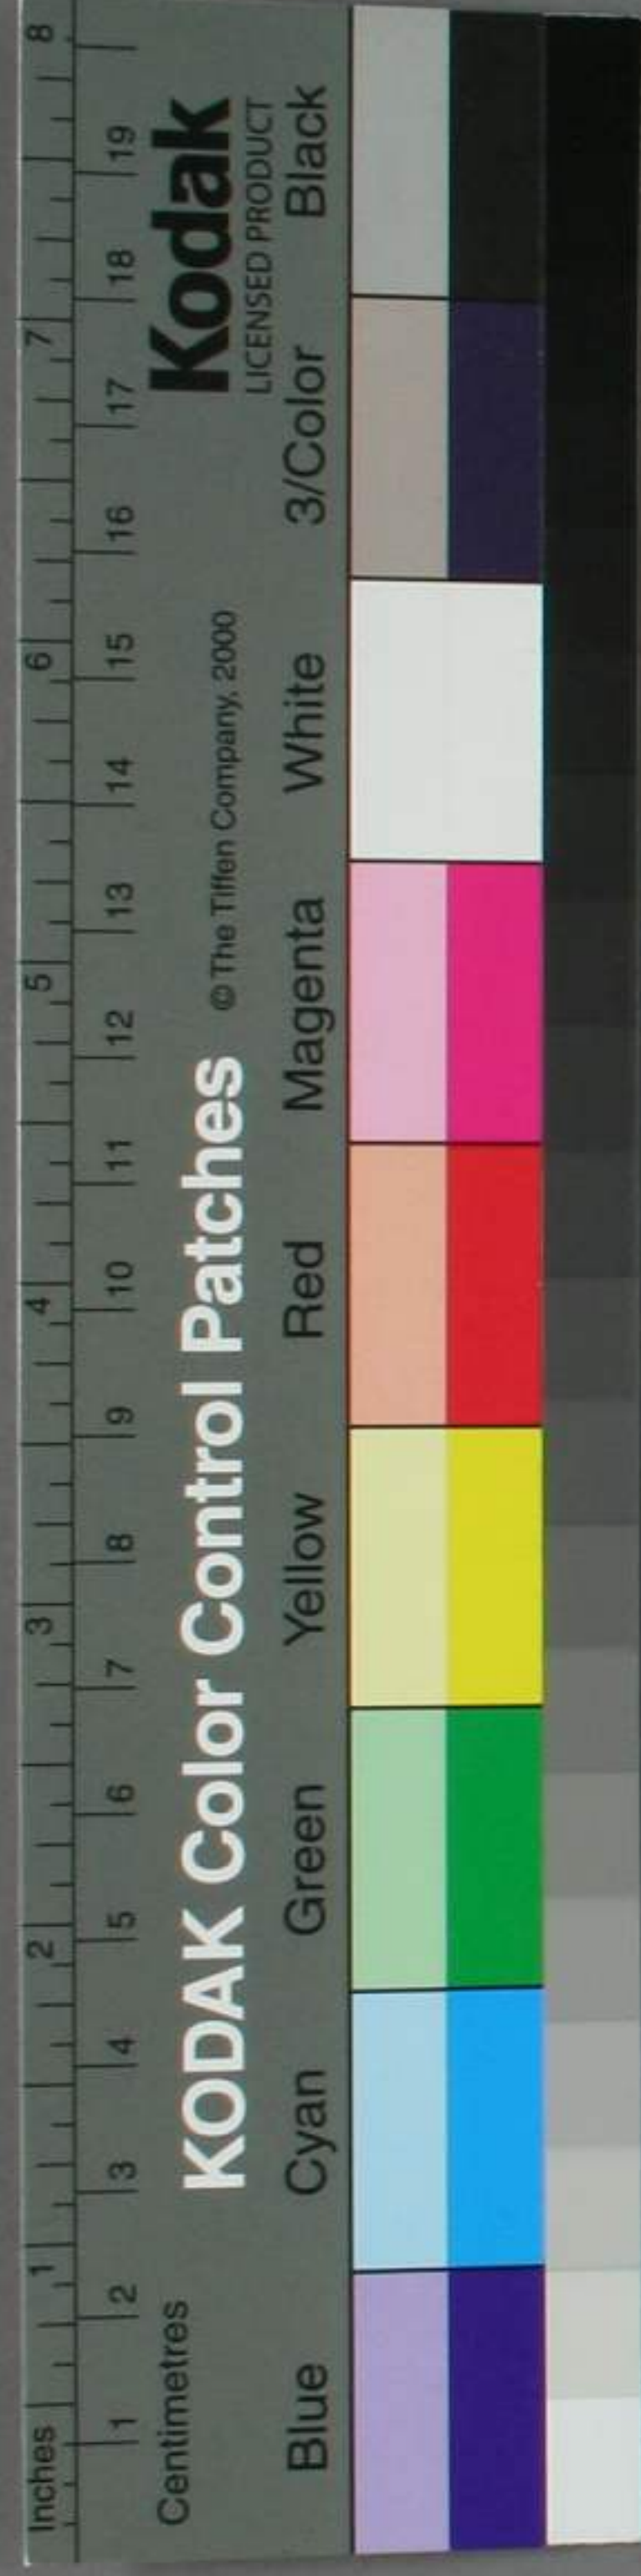 Inches 1 2 3 4 5 6 7 8
Centimetres 1 2 3 4 5 6 7 8 9 10 11 12 13 14 15 16 17 18 19
KODAK Color Control Patches © The Tiffen Company, 2000 Kodak
LICENSED PRODUCT
Blue Cyan Green Yellow Red Magenta White 3/Color Black